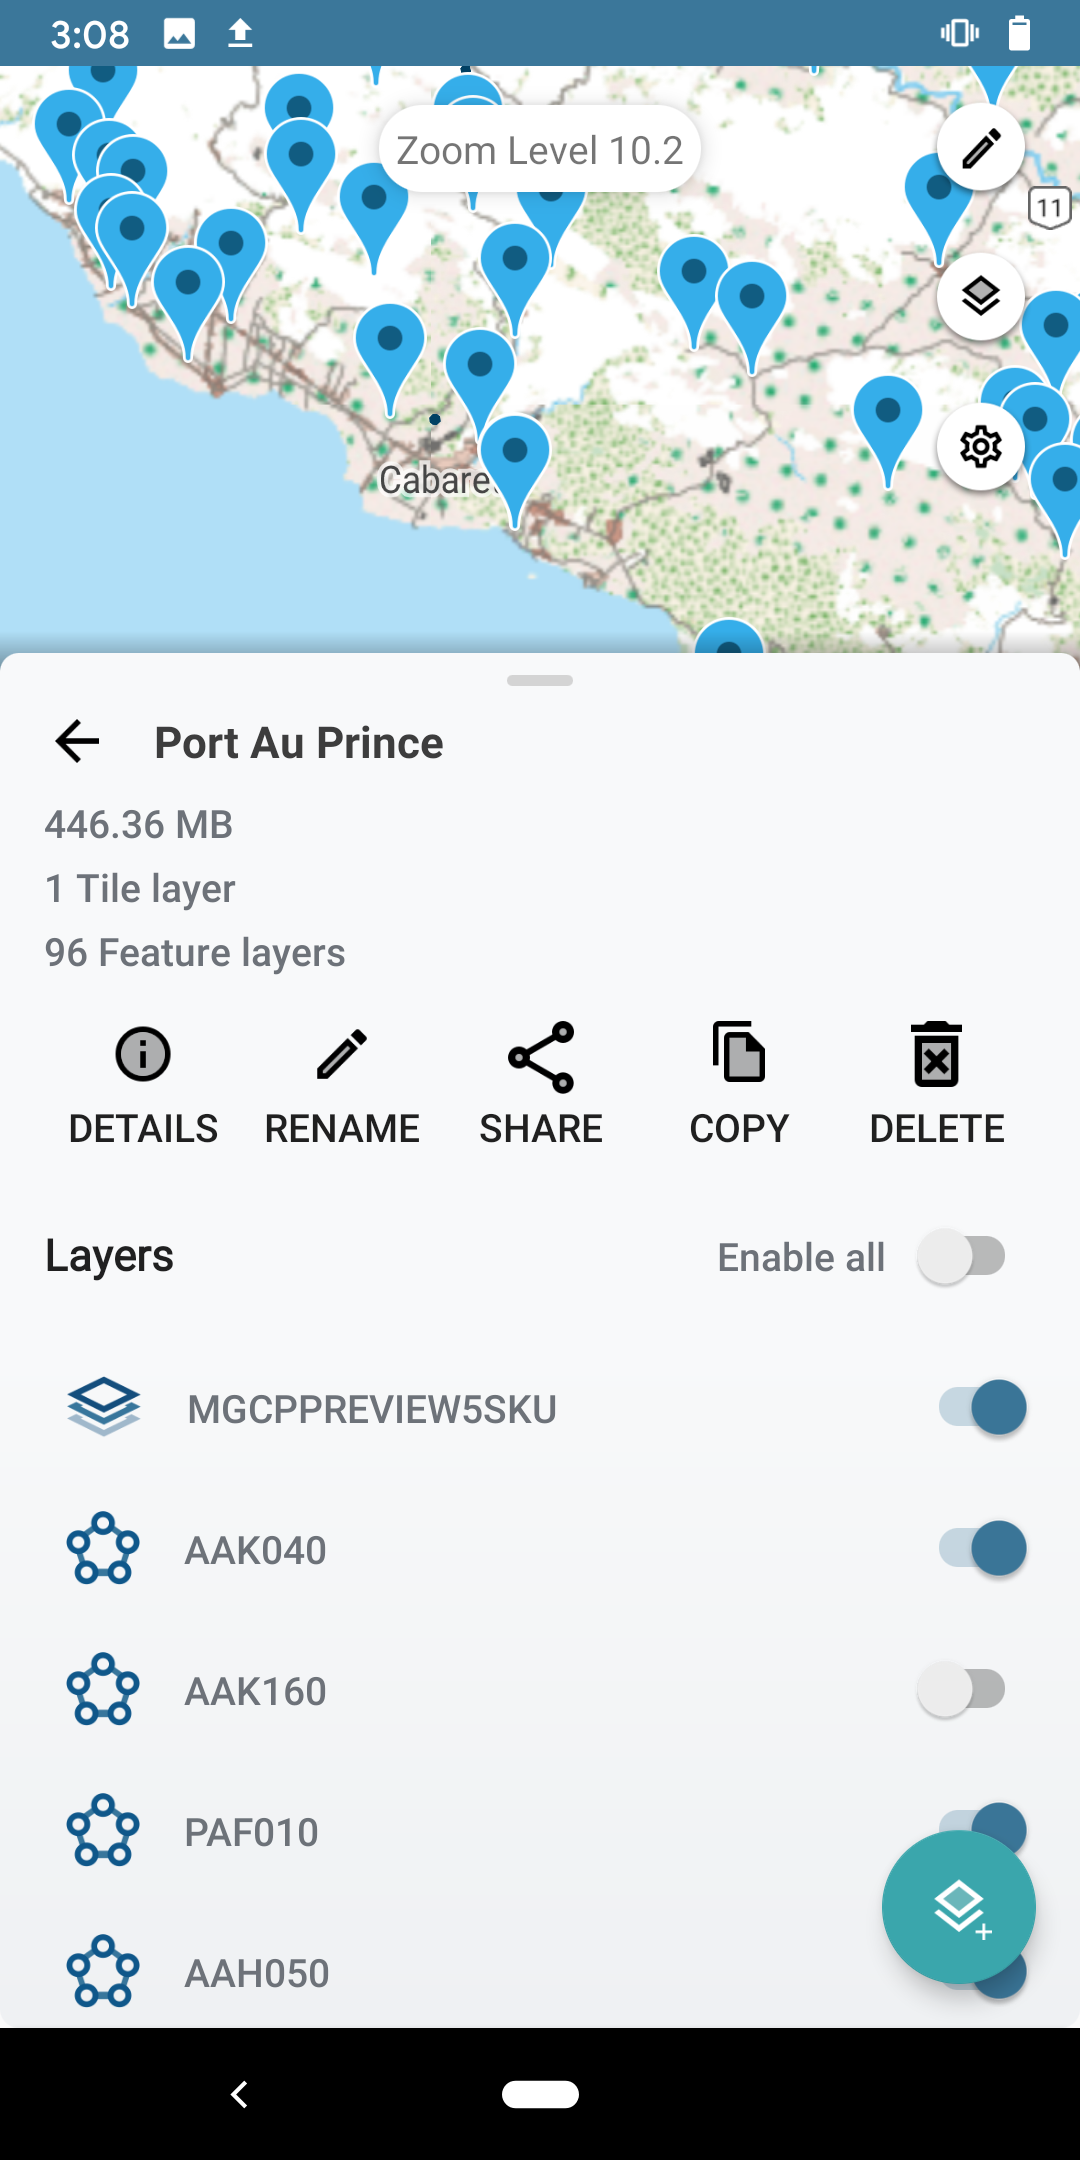 3:08
Zoom Level 10.2
11
Port Au Prince
446.36 MB
1 Tile layer
96 Feature layers
DETAILS RENAME SHARE COPY DELETE
Layers Enable all
MGCPPREVIEW5SKU
AAK040
AAK160
PAF010
AAH050